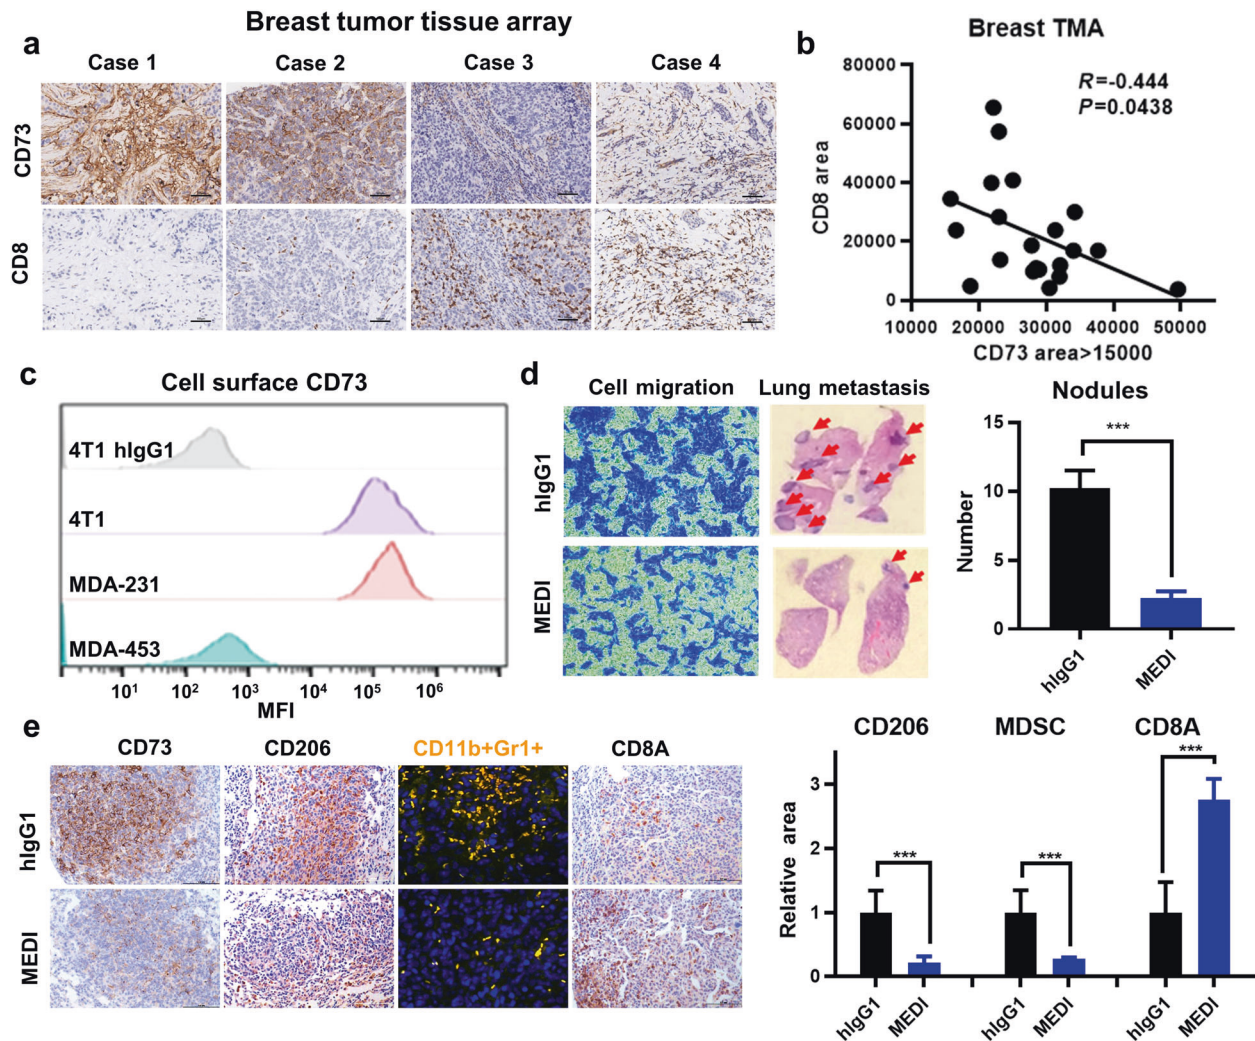 Breast tumor tissue array
a
Case 1 Case 2 Case 3 Case 4
CD73
CD8
b
Breast TMA
R=-0.444
P=0.0438
CD8 area
80000
60000
40000
20000
0
10000 20000 30000 40000 50000
CD73 area>15000
c
Cell surface CD73
4T1 hIgG1
4T1
MDA-231
MDA-453
10¹ 10² 10³ 10⁴ 10⁵ 10⁶
MFI
d
Cell migration Lung metastasis
hIgG1
MEDI
Nodules
Number
15
10
5
0
***
hIgG1 MEDI
e
CD73 CD206 CD11b+Gr1+ CD8A
hIgG1
MEDI
CD206 MDSC CD8A
Relative area
3
2
1
0
*** *** ***
hIgG1 MEDI hIgG1 MEDI hIgG1 MEDI